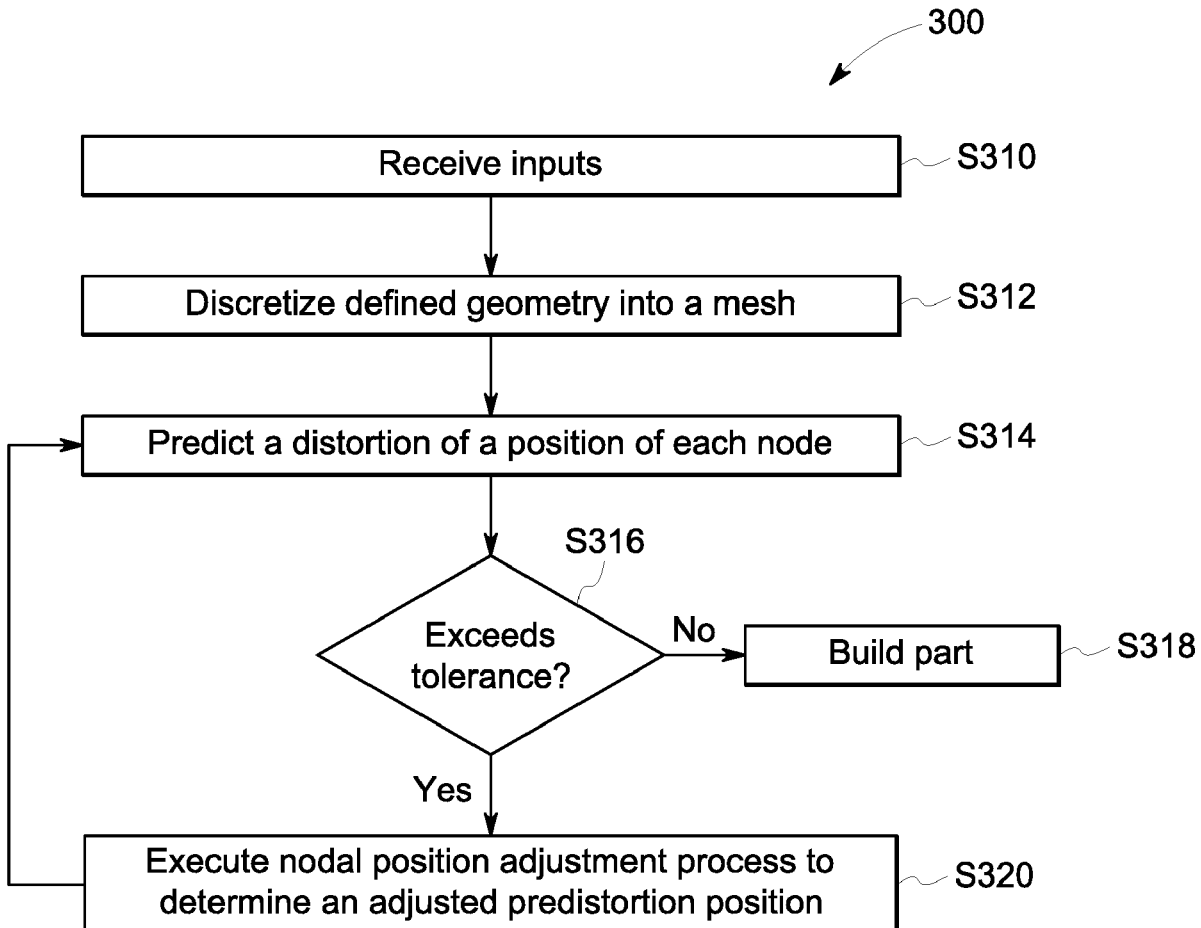 300
Receive inputs
S310
Discretize defined geometry into a mesh
S312
Predict a distortion of a position of each node
S314
S316
Exceeds
tolerance?
No
Build part
S318
Yes
Execute nodal position adjustment process to
determine an adjusted predistortion position
S320